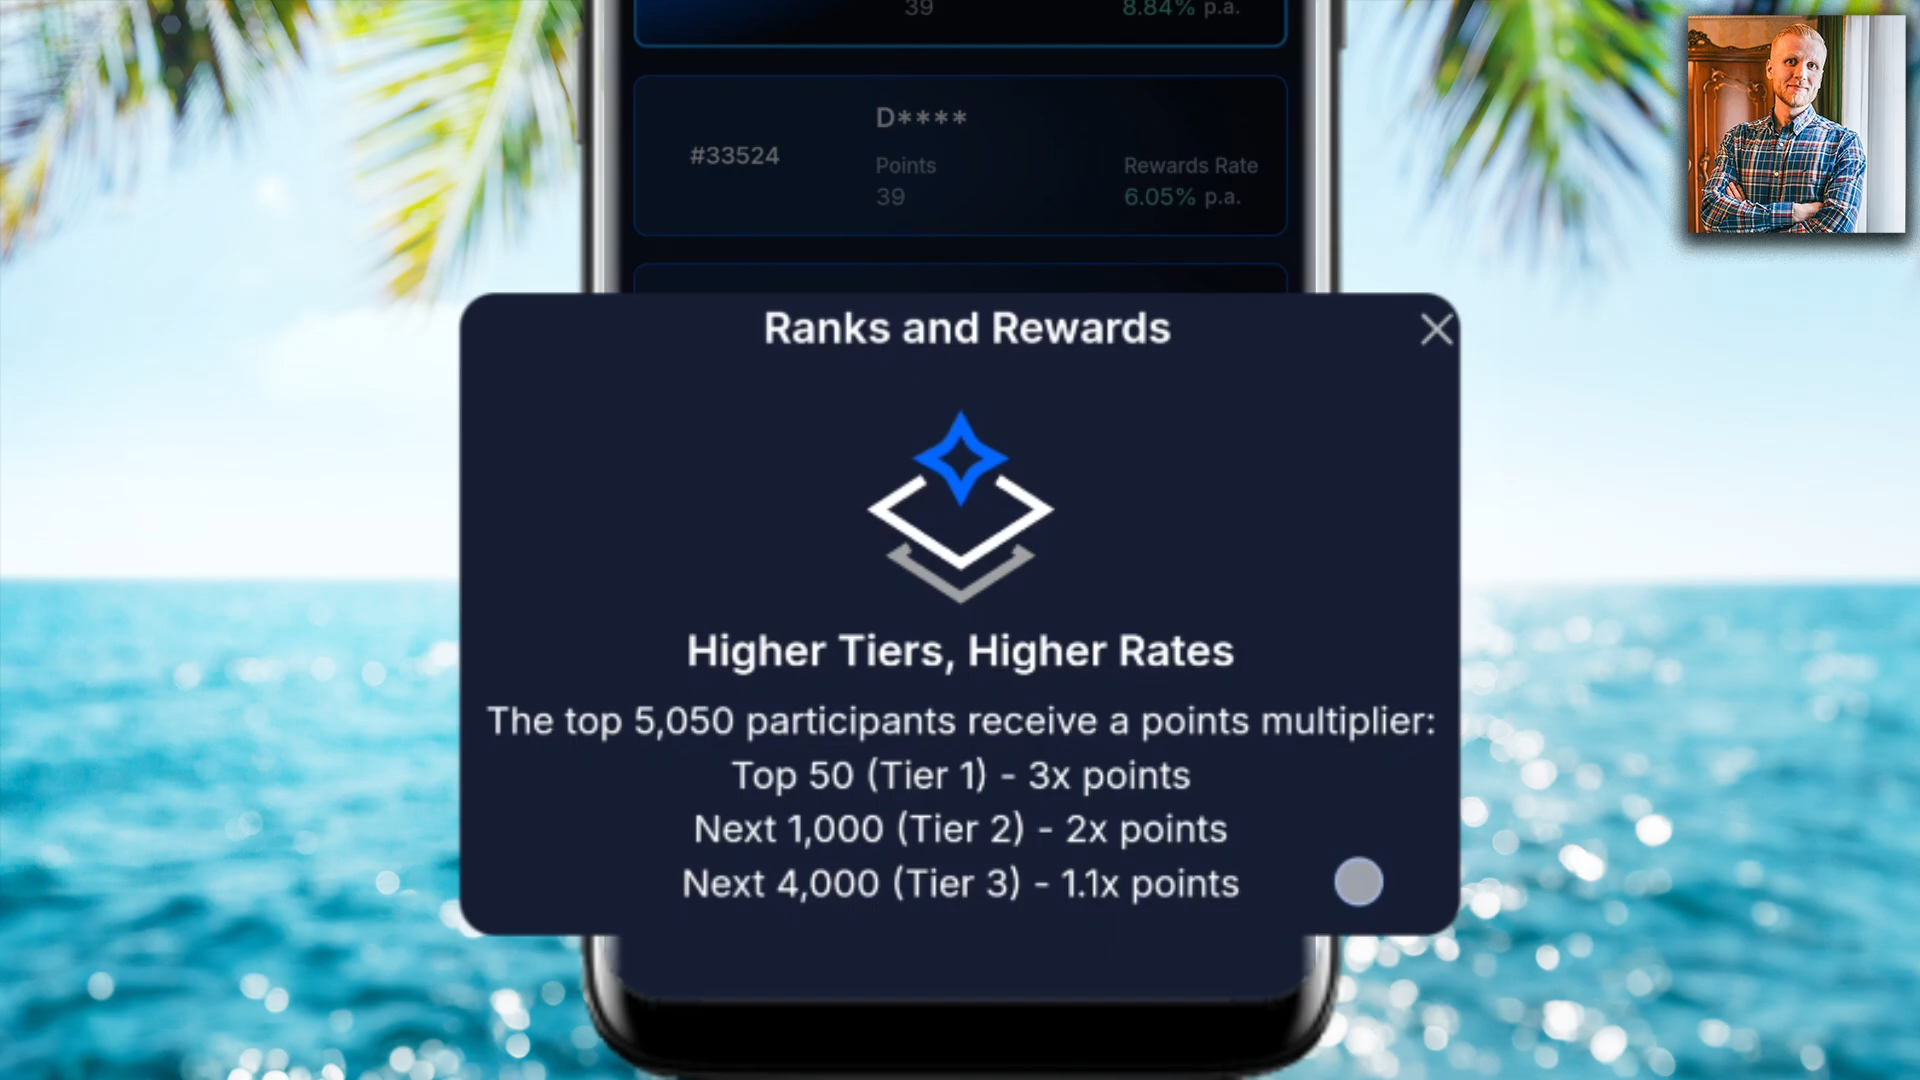 39
8.84% p.a.
D****
#33524
Points
Rewards Rate
39
6.05% p.a.
Ranks and Rewards
Higher Tiers, Higher Rates
The top 5,050 participants receive a points multiplier:
Top 50 (Tier 1) - 3x points
Next 1,000 (Tier 2) - 2x points
Next 4,000 (Tier 3) - 1.1x points